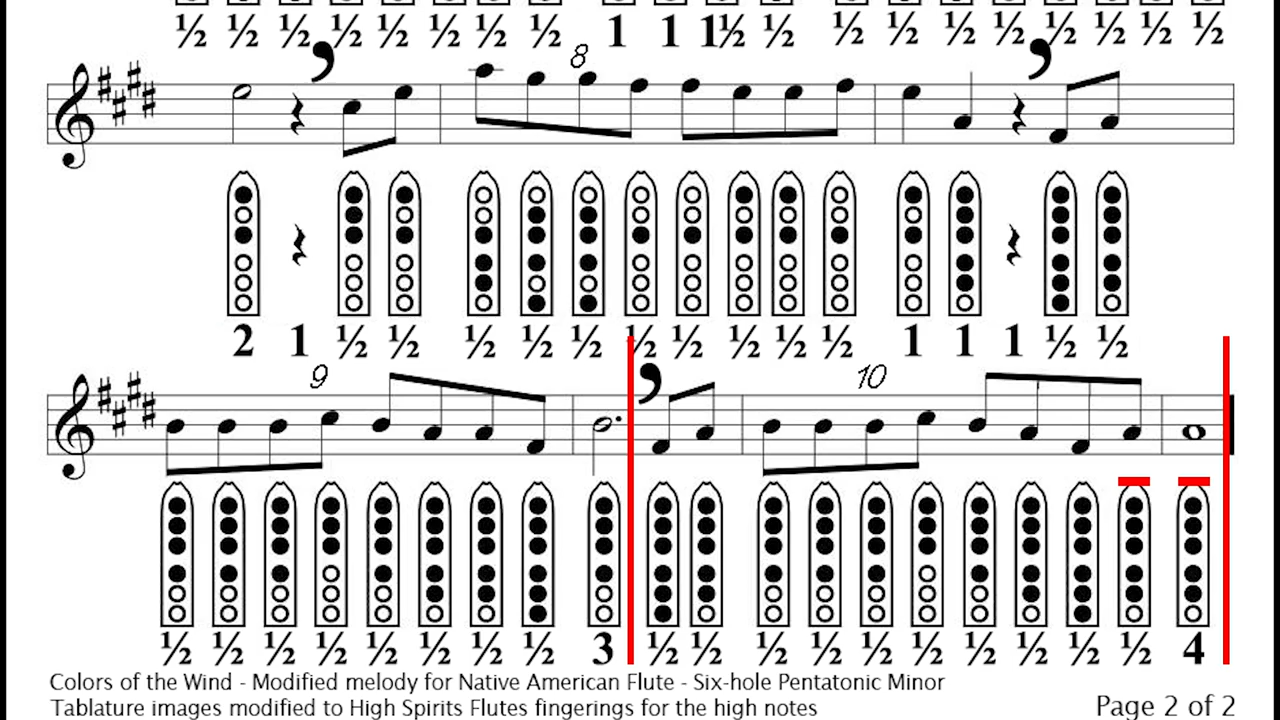 ½ ½ ½ ½ ½ ½ ½ ½ 1 1 1½ ½ ½ ½ ½ ½ ½ ½ ½
8
2 1 ½ ½ ½ ½ ½ ½ ½ ½ ½ ½ 1 1 1 ½ ½
9 10
½ ½ ½ ½ ½ ½ ½ ½ 3 ½ ½ ½ ½ ½ ½ ½ ½ ½ ½ 4
Colors of the Wind - Modified melody for Native American Flute - Six-hole Pentatonic Minor
Tablature images modified to High Spirits Flutes fingerings for the high notes
Page 2 of 2